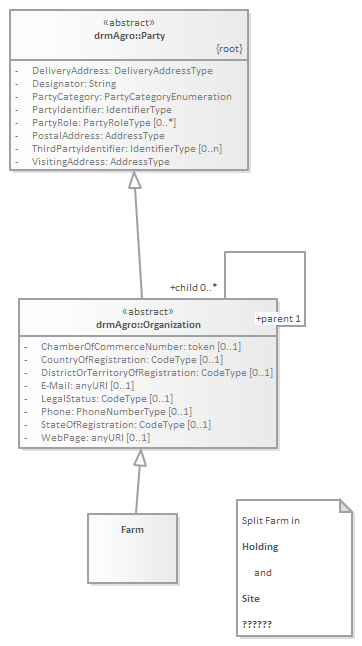 «abstract»
drmAgro::Party
{root}
- DeliveryAddress: DeliveryAddressType
- Designator: String
- PartyCategory: PartyCategoryEnumeration
- PartyIdentifier: IdentifierType
- PartyRole: PartyRoleType [0..*]
- PostalAddress: AddressType
- ThirdPartyIdentifier: IdentifierType [0..n]
- VisitingAddress: AddressType
+child 0..*
+parent 1
«abstract»
drmAgro::Organization
- ChamberOfCommerceNumber: token [0..1]
- CountryOfRegistration: CodeType [0..1]
- DistrictOrTerritoryOfRegistration: CodeType [0..1]
- E-Mail: anyURI [0..1]
- LegalStatus: CodeType [0..1]
- Phone: PhoneNumberType [0..1]
- StateOfRegistration: CodeType [0..1]
- WebPage: anyURI [0..1]
Farm
Split Farm in
Holding
and
Site
??????